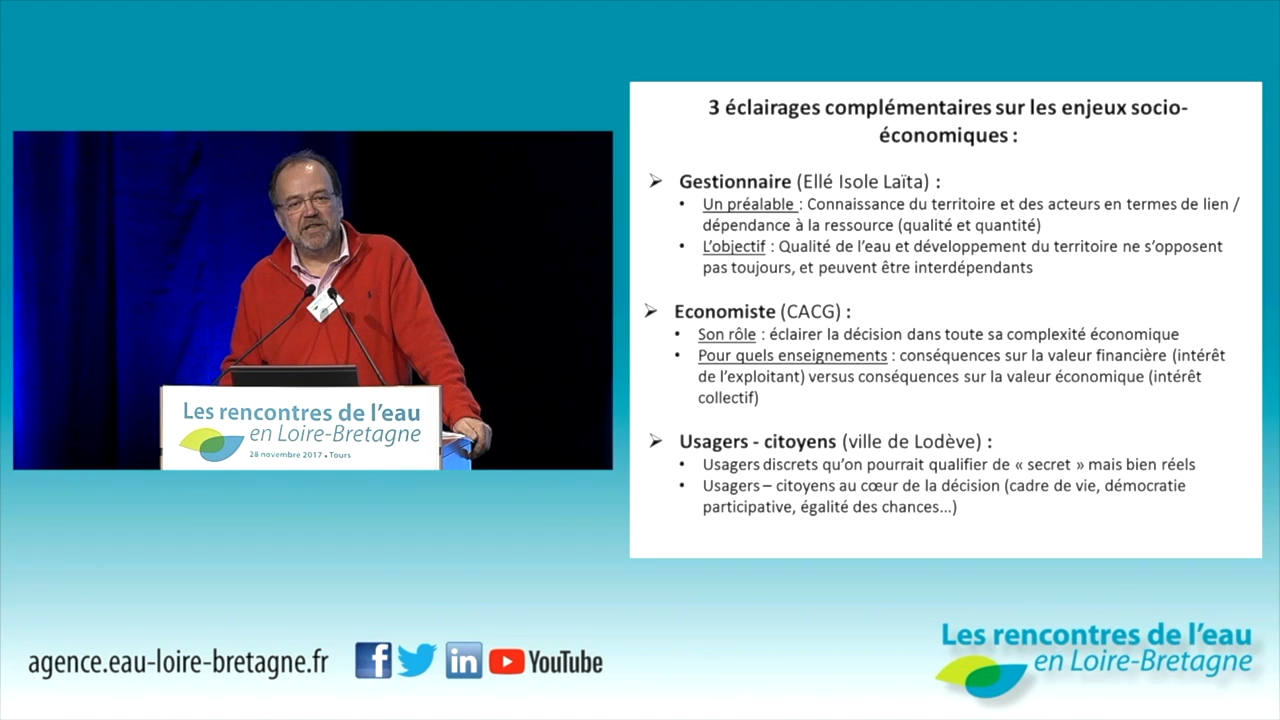 3 éclairages complémentaires sur les enjeux socio-
économiques :
➢ Gestionnaire (Ellé Isole Laïta) :
• Un préalable : Connaissance du territoire et des acteurs en termes de lien /
dépendance à la ressource (qualité et quantité)
• L'objectif : Qualité de l'eau et développement du territoire ne s'opposent
pas toujours, et peuvent être interdépendants
➢ Economiste (CACG) :
• Son rôle : éclairer la décision dans toute sa complexité économique
• Pour quels enseignements : conséquences sur la valeur financière (intérêt
de l'exploitant) versus conséquences sur la valeur économique (intérêt
collectif)
➢ Usagers - citoyens (ville de Lodève) :
• Usagers discrets qu'on pourrait qualifier de « secret » mais bien réels
• Usagers – citoyens au cœur de la décision (cadre de vie, démocratie
participative, égalité des chances...)
Les rencontres de l'eau
en Loire-Bretagne
28 novembre 2017 • Tours
agence.eau-loire-bretagne.fr
f
in
YouTube
Les rencontres de l'eau
en Loire-Bretagne